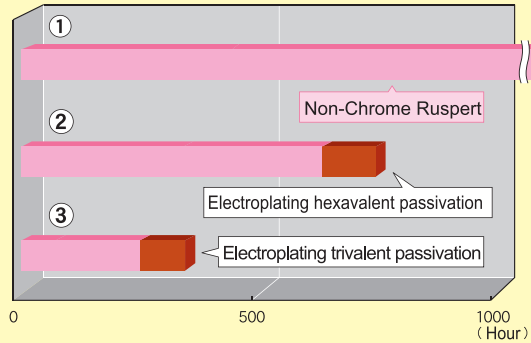 ①
Non-Chrome Ruspert
②
Electroplating hexavalent passivation
③
Electroplating trivalent passivation
0 500 1000
(Hour)